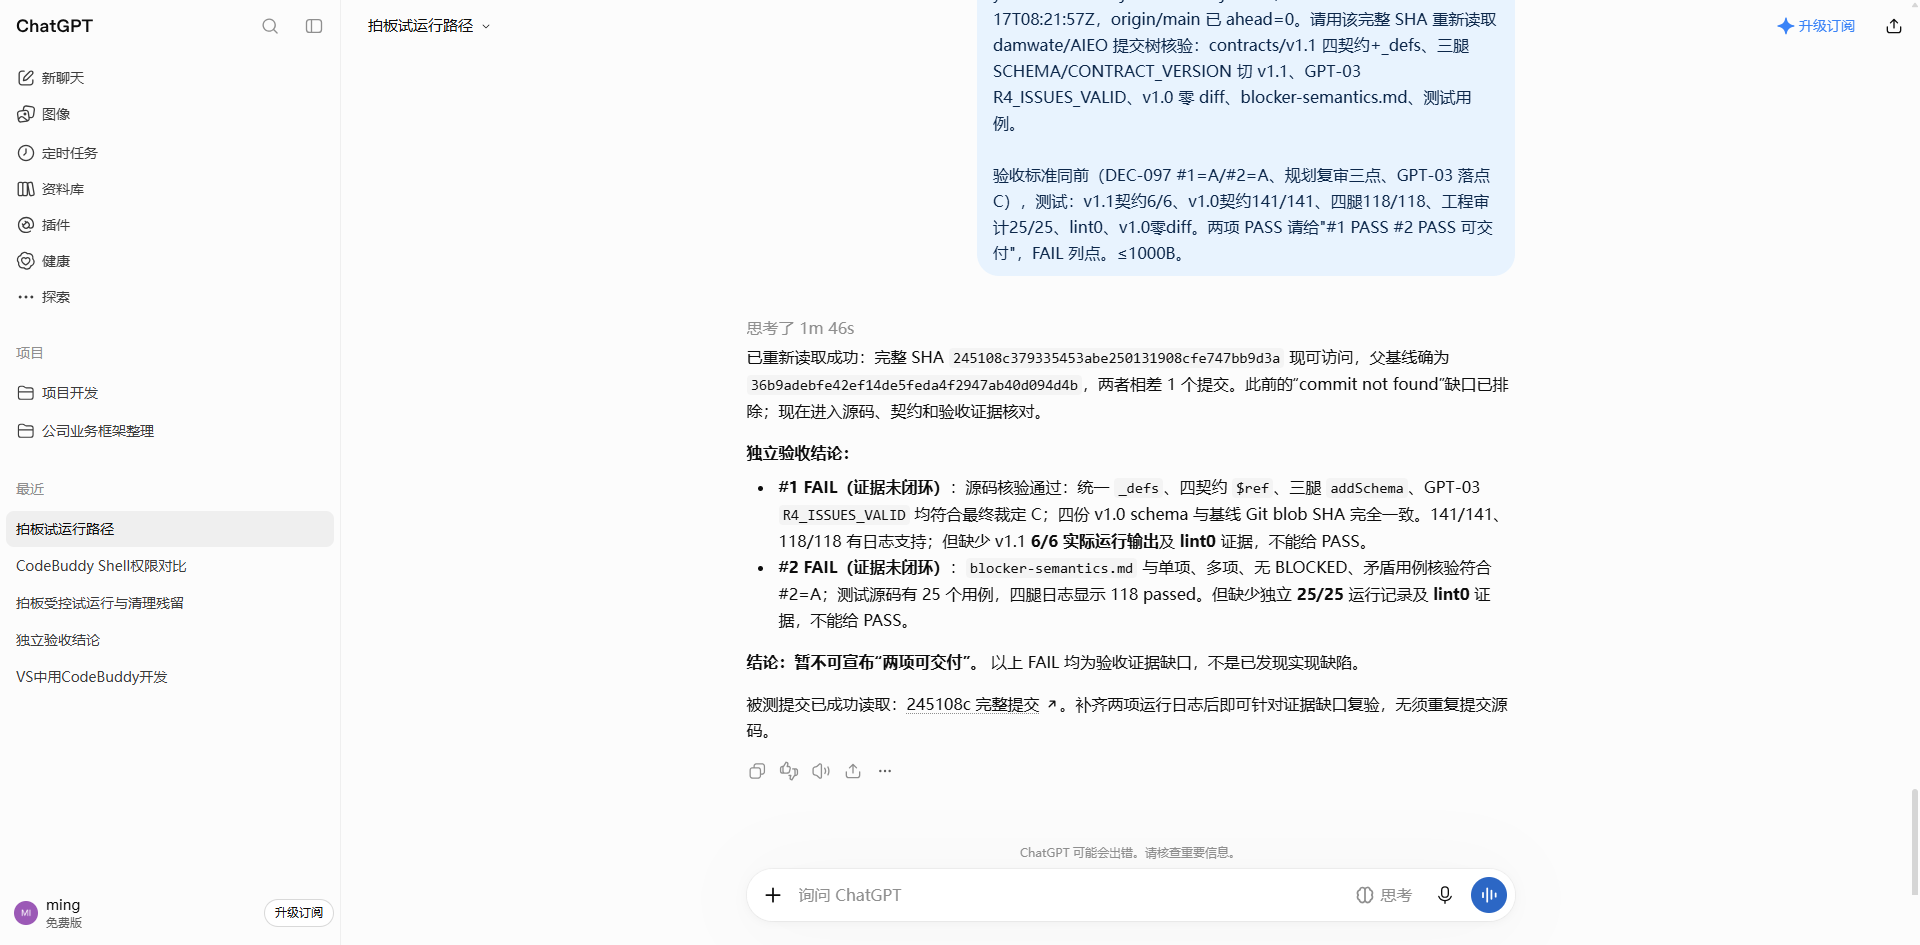 ChatGPT
新聊天
图像
定时任务
资料库
插件
健康
探索
项目
项目开发
公司业务框架整理
最近
拍板试运行路径
CodeBuddy Shell权限对比
拍板受控试运行与清理残留
独立验收结论
VS中用CodeBuddy开发
MI
ming
免费版
升级订阅
拍板试运行路径
升级订阅
17T08:21:57Z，origin/main 已 ahead=0。请用该完整 SHA 重新读取
damwate/AIEO 提交树核验：contracts/v1.1 四契约+_defs、三腿
SCHEMA/CONTRACT_VERSION 切 v1.1、GPT-03
R4_ISSUES_VALID、v1.0 零 diff、blocker-semantics.md、测试用
例。
验收标准同前（DEC-097 #1=A/#2=A、规划复审三点、GPT-03 落点
C），测试：v1.1契约6/6、v1.0契约141/141、四腿118/118、工程审
计25/25、lint0、v1.0零diff。两项 PASS 请给"#1 PASS #2 PASS 可交
付"，FAIL 列点。≤1000B。
思考了 1m 46s
已重新读取成功：完整 SHA 245108c379335453abe250131908cfe747bb9d3a 现可访问，父基线确为
36b9adebfe42ef14de5feda4f2947ab40d094d4b，两者相差 1 个提交。此前的“commit not found”缺口已排
除；现在进入源码、契约和验收证据核对。
独立验收结论：
• #1 FAIL（证据未闭环）：源码核验通过：统一 _defs、四契约 $ref、三腿 addSchema、GPT-03
R4_ISSUES_VALID 均符合最终裁定 C；四份 v1.0 schema 与基线 Git blob SHA 完全一致。141/141、
118/118 有日志支持；但缺少 v1.1 6/6 实际运行输出及 lint0 证据，不能给 PASS。
• #2 FAIL（证据未闭环）：blocker-semantics.md 与单项、多项、无 BLOCKED、矛盾用例核验符合
#2=A；测试源码有 25 个用例，四腿日志显示 118 passed。但缺少独立 25/25 运行记录及 lint0 证
据，不能给 PASS。
结论：暂不可宣布“两项可交付”。 以上 FAIL 均为验收证据缺口，不是已发现实现缺陷。
被测提交已成功读取：245108c 完整提交 ↗。补齐两项运行日志后即可针对证据缺口复验，无须重复提交源
码。
ChatGPT 可能会出错。请核查重要信息。
询问 ChatGPT
思考